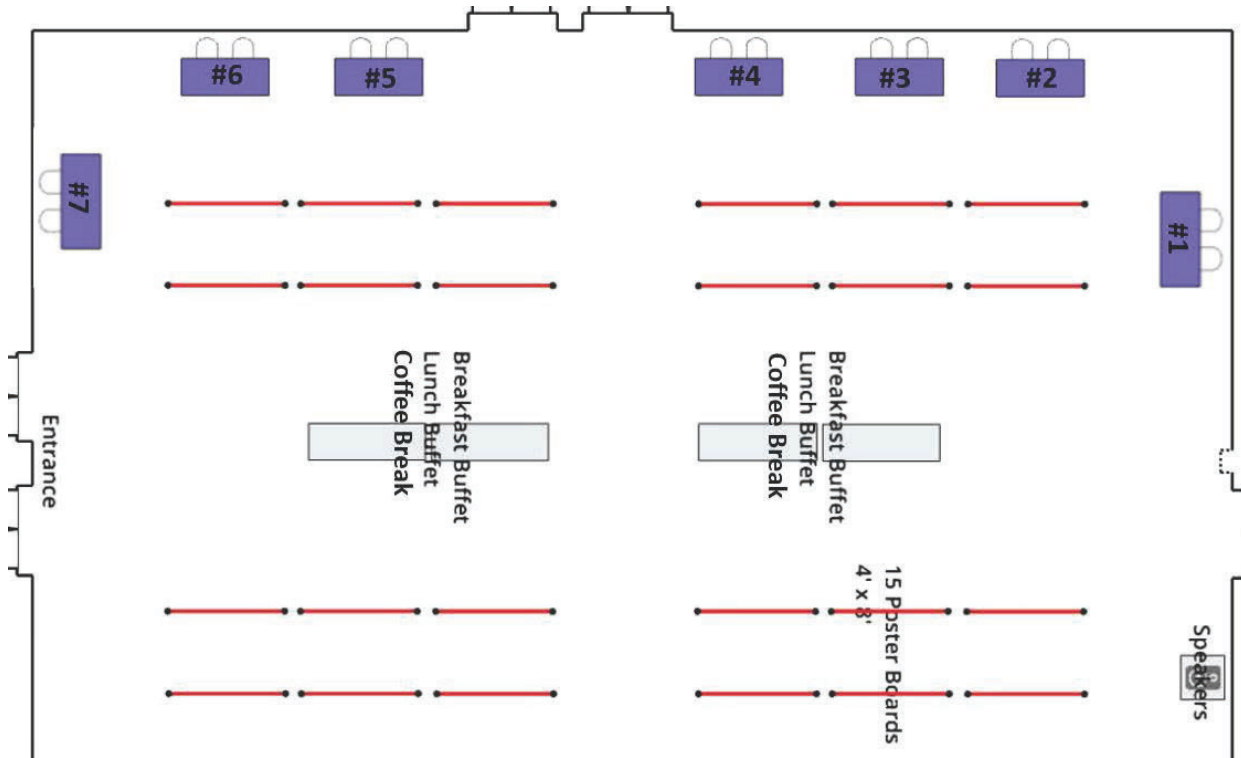 #6
#5
#4
#3
#2
#7
#1
Breakfast Buffet
Lunch Buffet
Coffee Break
Breakfast Buffet
Lunch Buffet
Coffee Break
Entrance
15 Poster Boards
4' x 8'
Speakers